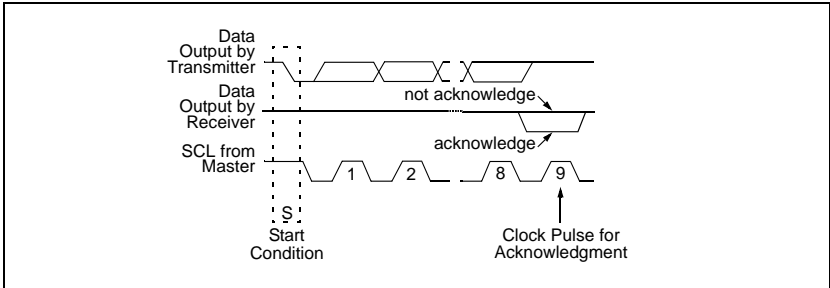 Data
Output by
Transmitter
Data
Output by
Receiver
not acknowledge
acknowledge
SCL from
Master
1
2
8
9
S
Start
Condition
Clock Pulse for
Acknowledgment